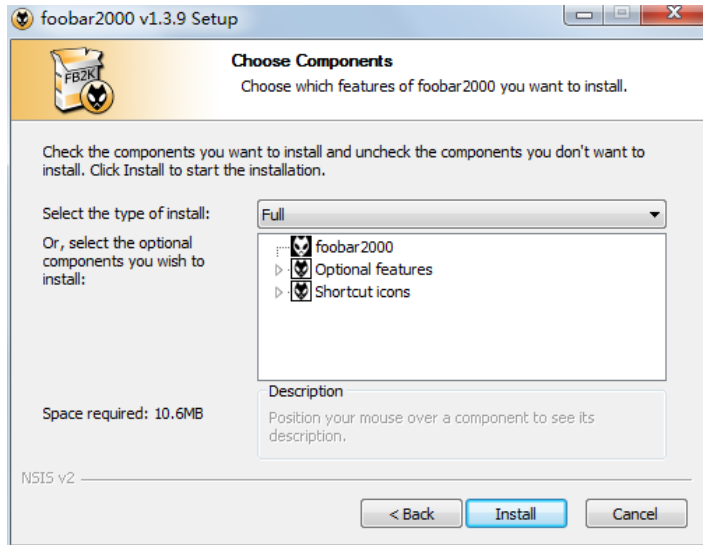 foobar2000 v1.3.9 Setup
FB2K
Choose Components
Choose which features of foobar2000 you want to install.
Check the components you want to install and uncheck the components you don't want to
install. Click Install to start the installation.
Select the type of install:
Full
Or, select the optional
components you wish to
install:
foobar2000
Optional features
Shortcut icons
Space required: 10.6MB
Description
Position your mouse over a component to see its
description.
NSIS v2
< Back
Install
Cancel